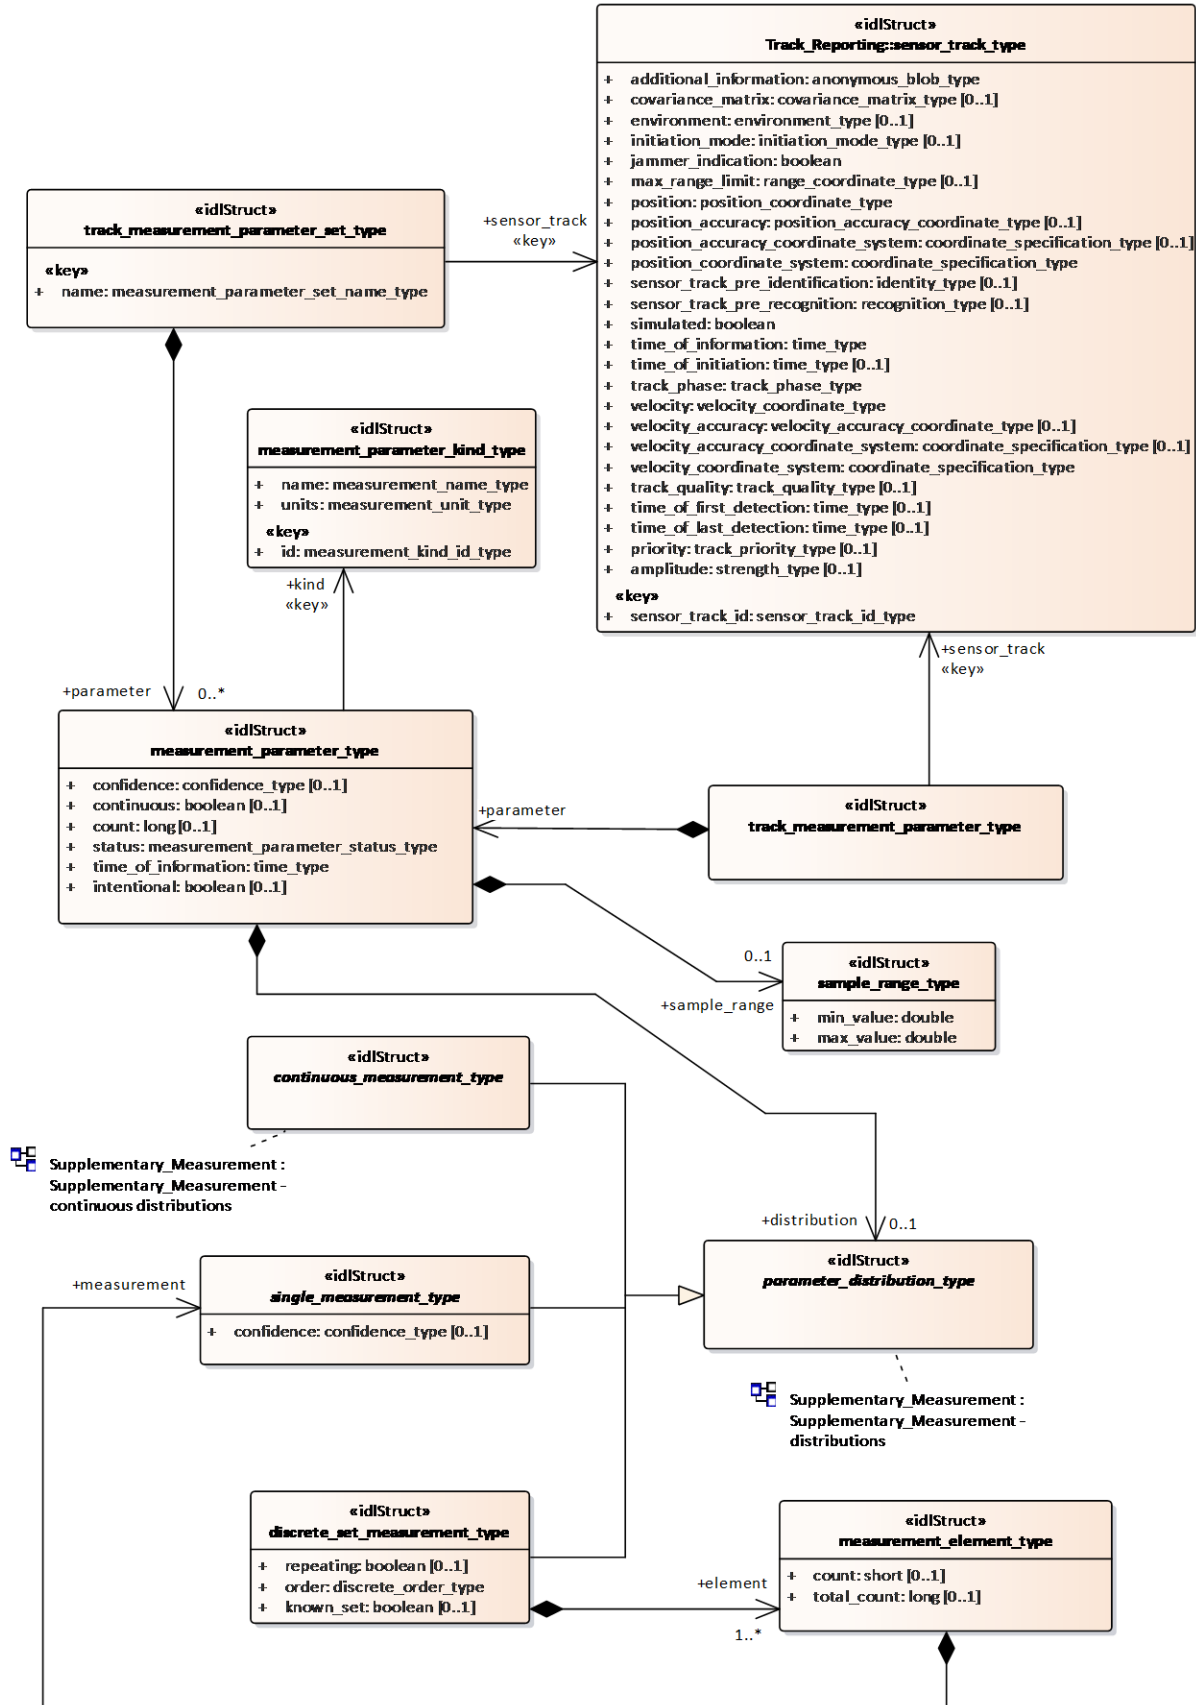 «idlStruct»
Track_Reporting::sensor_track_type
+ additional_information: anonymous_blob_type
+ covariance_matrix: covariance_matrix_type [0..1]
+ environment: environment_type [0..1]
+ initiation_mode: initiation_mode_type [0..1]
+ jammer_indication: boolean
+ max_range_limit: range_coordinate_type [0..1]
+ position: position_coordinate_type
+ position_accuracy: position_accuracy_coordinate_type [0..1]
+ position_accuracy_coordinate_system: coordinate_specification_type [0..1]
+ position_coordinate_system: coordinate_specification_type
+ sensor_track_pre_identification: identity_type [0..1]
+ sensor_track_pre_recognition: recognition_type [0..1]
+ simulated: boolean
+ time_of_information: time_type
+ time_of_initiation: time_type [0..1]
+ track_phase: track_phase_type
+ velocity: velocity_coordinate_type
+ velocity_accuracy: velocity_accuracy_coordinate_type [0..1]
+ velocity_accuracy_coordinate_system: coordinate_specification_type [0..1]
+ velocity_coordinate_system: coordinate_specification_type
+ track_quality: track_quality_type [0..1]
+ time_of_first_detection: time_type [0..1]
+ time_of_last_detection: time_type [0..1]
+ priority: track_priority_type [0..1]
+ amplitude: strength_type [0..1]
«key»
+ sensor_track_id: sensor_track_id_type
«idlStruct»
track_measurement_parameter_set_type
«key»
+ name: measurement_parameter_set_name_type
+sensor_track
«key»
«idlStruct»
measurement_parameter_kind_type
+ name: measurement_name_type
+ units: measurement_unit_type
«key»
+ id: measurement_kind_id_type
+kind
«key»
+sensor_track
«key»
+parameter
0..*
«idlStruct»
measurement_parameter_type
+ confidence: confidence_type [0..1]
+ continuous: boolean [0..1]
+ count: long [0..1]
+ status: measurement_parameter_status_type
+ time_of_information: time_type
+ intentional: boolean [0..1]
+parameter
«idlStruct»
track_measurement_parameter_type
0..1
+sample_range
«idlStruct»
sample_range_type
+ min_value: double
+ max_value: double
«idlStruct»
continuous_measurement_type
Supplementary_Measurement :
Supplementary_Measurement -
continuous distributions
+distribution
0..1
«idlStruct»
parameter_distribution_type
+measurement
«idlStruct»
single_measurement_type
+ confidence: confidence_type [0..1]
Supplementary_Measurement :
Supplementary_Measurement -
distributions
«idlStruct»
discrete_set_measurement_type
+ repeating: boolean [0..1]
+ order: discrete_order_type
+ known_set: boolean [0..1]
+element
1..*
«idlStruct»
measurement_element_type
+ count: short [0..1]
+ total_count: long [0..1]